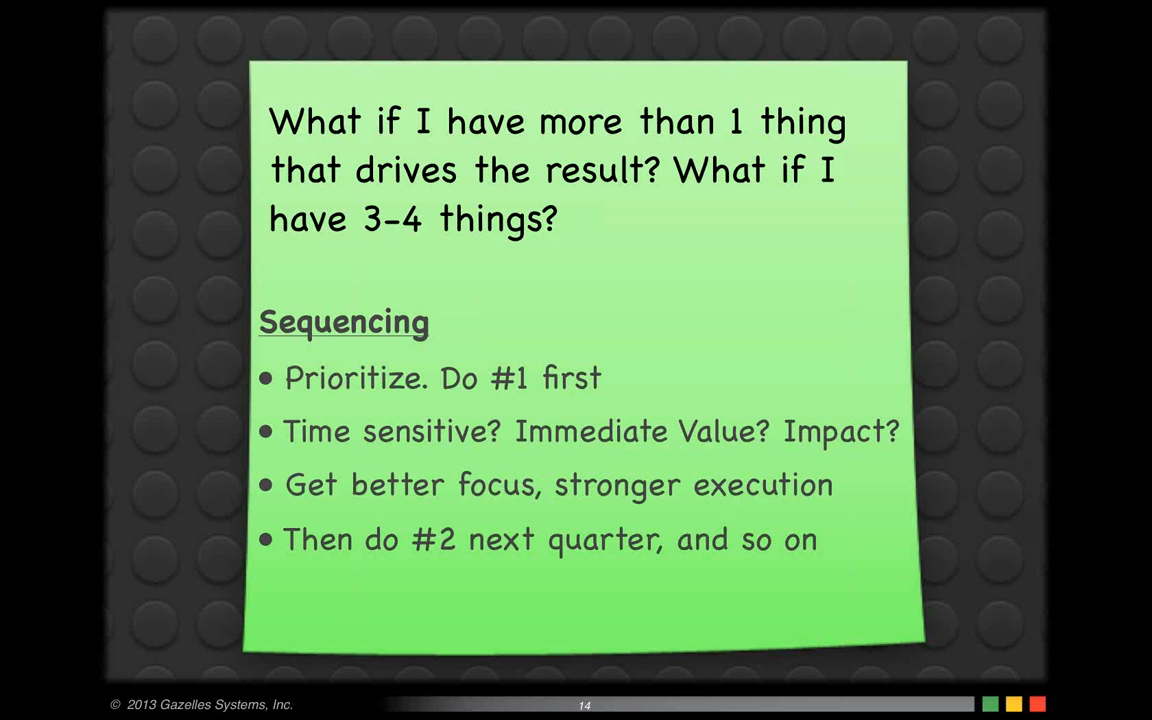 What if I have more than 1 thing
that drives the result? What if I
have 3-4 things?
Sequencing
• Prioritize. Do #1 first
• Time sensitive? Immediate Value? Impact?
• Get better focus, stronger execution
• Then do #2 next quarter, and so on
© 2013 Gazelles Systems, Inc.
14